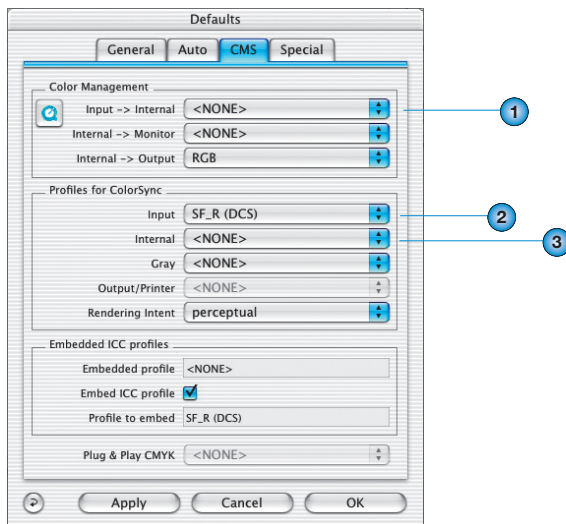 Defaults
General Auto CMS Special
Color Management
Input -> Internal <NONE>
1
Internal -> Monitor <NONE>
Internal -> Output RGB
Profiles for ColorSync
Input SF_R (DCS)
2
Internal <NONE>
3
Gray <NONE>
Output/Printer <NONE>
Rendering Intent perceptual
Embedded ICC profiles
Embedded profile <NONE>
Embed ICC profile
Profile to embed SF_R (DCS)
Plug & Play CMYK <NONE>
Apply Cancel OK